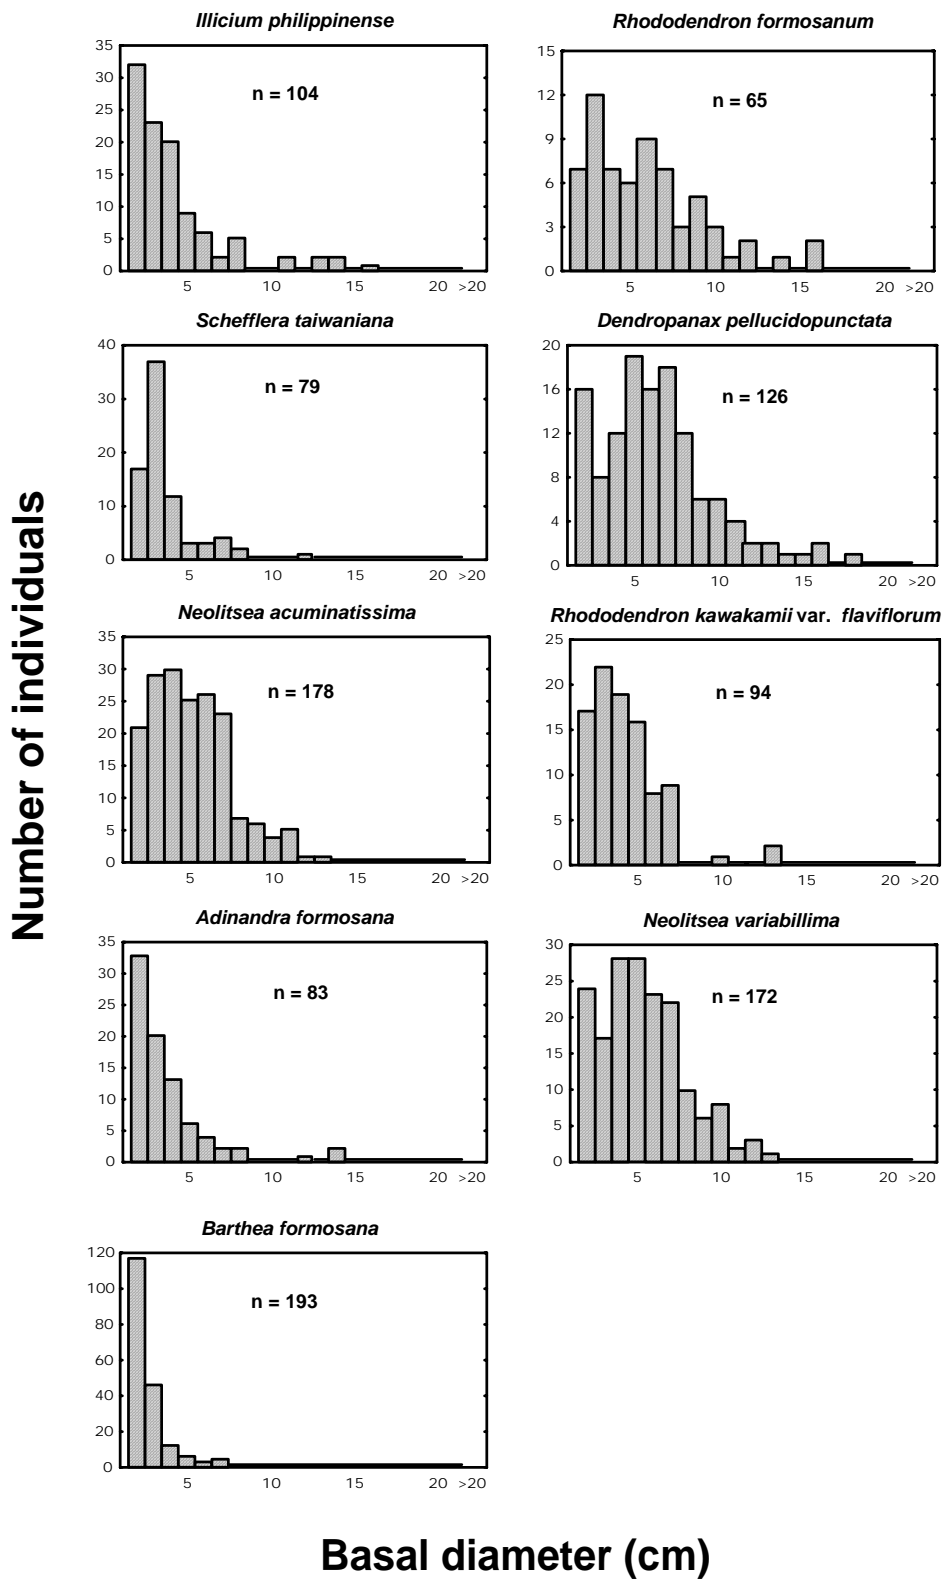 Number of individuals
Illicium philippinense
35
30
25
20
15
10
5
0
n = 104
5 10 15 20 >20
Rhododendron formosanum
15
12
9
6
3
0
n = 65
5 10 15 20 >20
Schefflera taiwaniana
40
30
20
10
0
n = 79
5 10 15 20 >20
Dendropanax pellucidopunctata
20
16
12
8
4
0
n = 126
5 10 15 20 >20
Neolitsea acuminatissima
35
30
25
20
15
10
5
0
n = 178
5 10 15 20 >20
Rhododendron kawakamii var. flaviflorum
25
20
15
10
5
0
n = 94
5 10 15 20 >20
Adinandra formosana
35
30
25
20
15
10
5
0
n = 83
5 10 15 20 >20
Neolitsea variabillima
30
25
20
15
10
5
0
n = 172
5 10 15 20 >20
Barthea formosana
120
100
80
60
40
20
0
n = 193
5 10 15 20 >20
Basal diameter (cm)